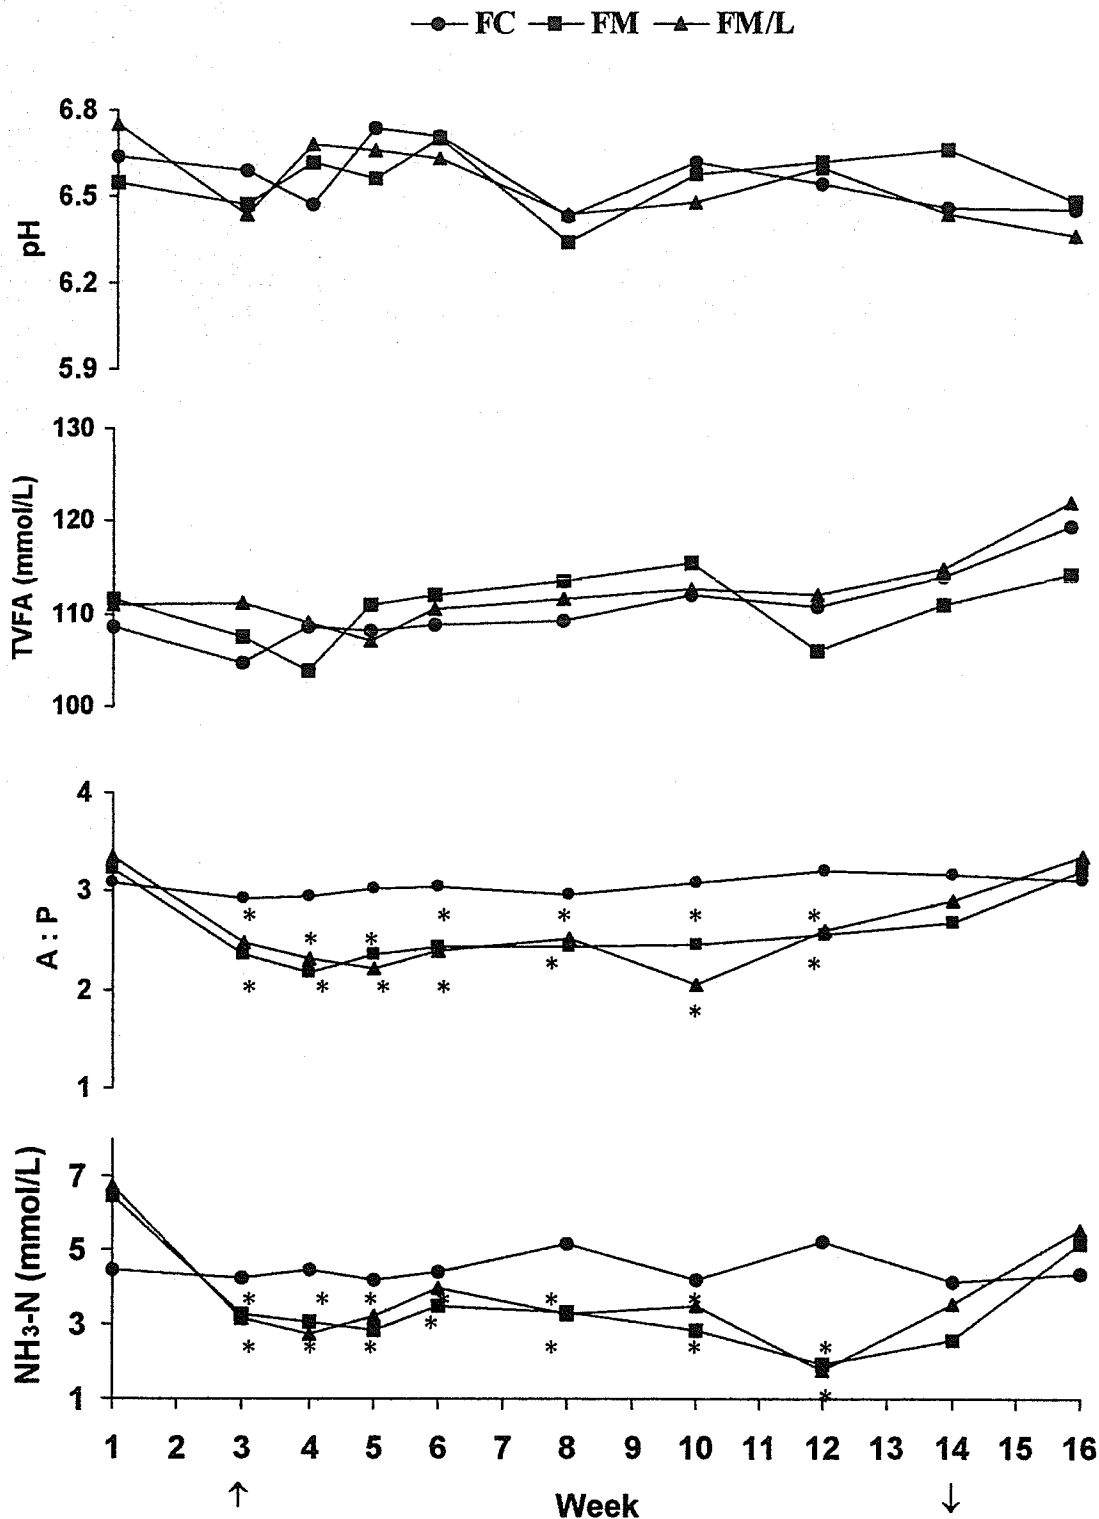 FC FM FM/L
6.8
6.5
6.2
5.9
pH
130
120
110
100
TVFA (mmol/L)
4
3
2
1
A : P
* * * * *
* *
* *
* * * *
*
7
5
3
1
NH3-N (mmol/L)
* * * * * *
*
* * * * * *
*
1 2 3 4 5 6 7 8 9 10 11 12 13 14 15 16
↑ Week ↓